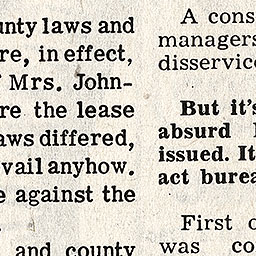 unty laws and
re, in effect,
Mrs. John-
re the lease
aws differed,
vail anyhow.
e against the
and county
A cons
managers
disservice
But it's
absurd
issued. It
act burea
First
was co